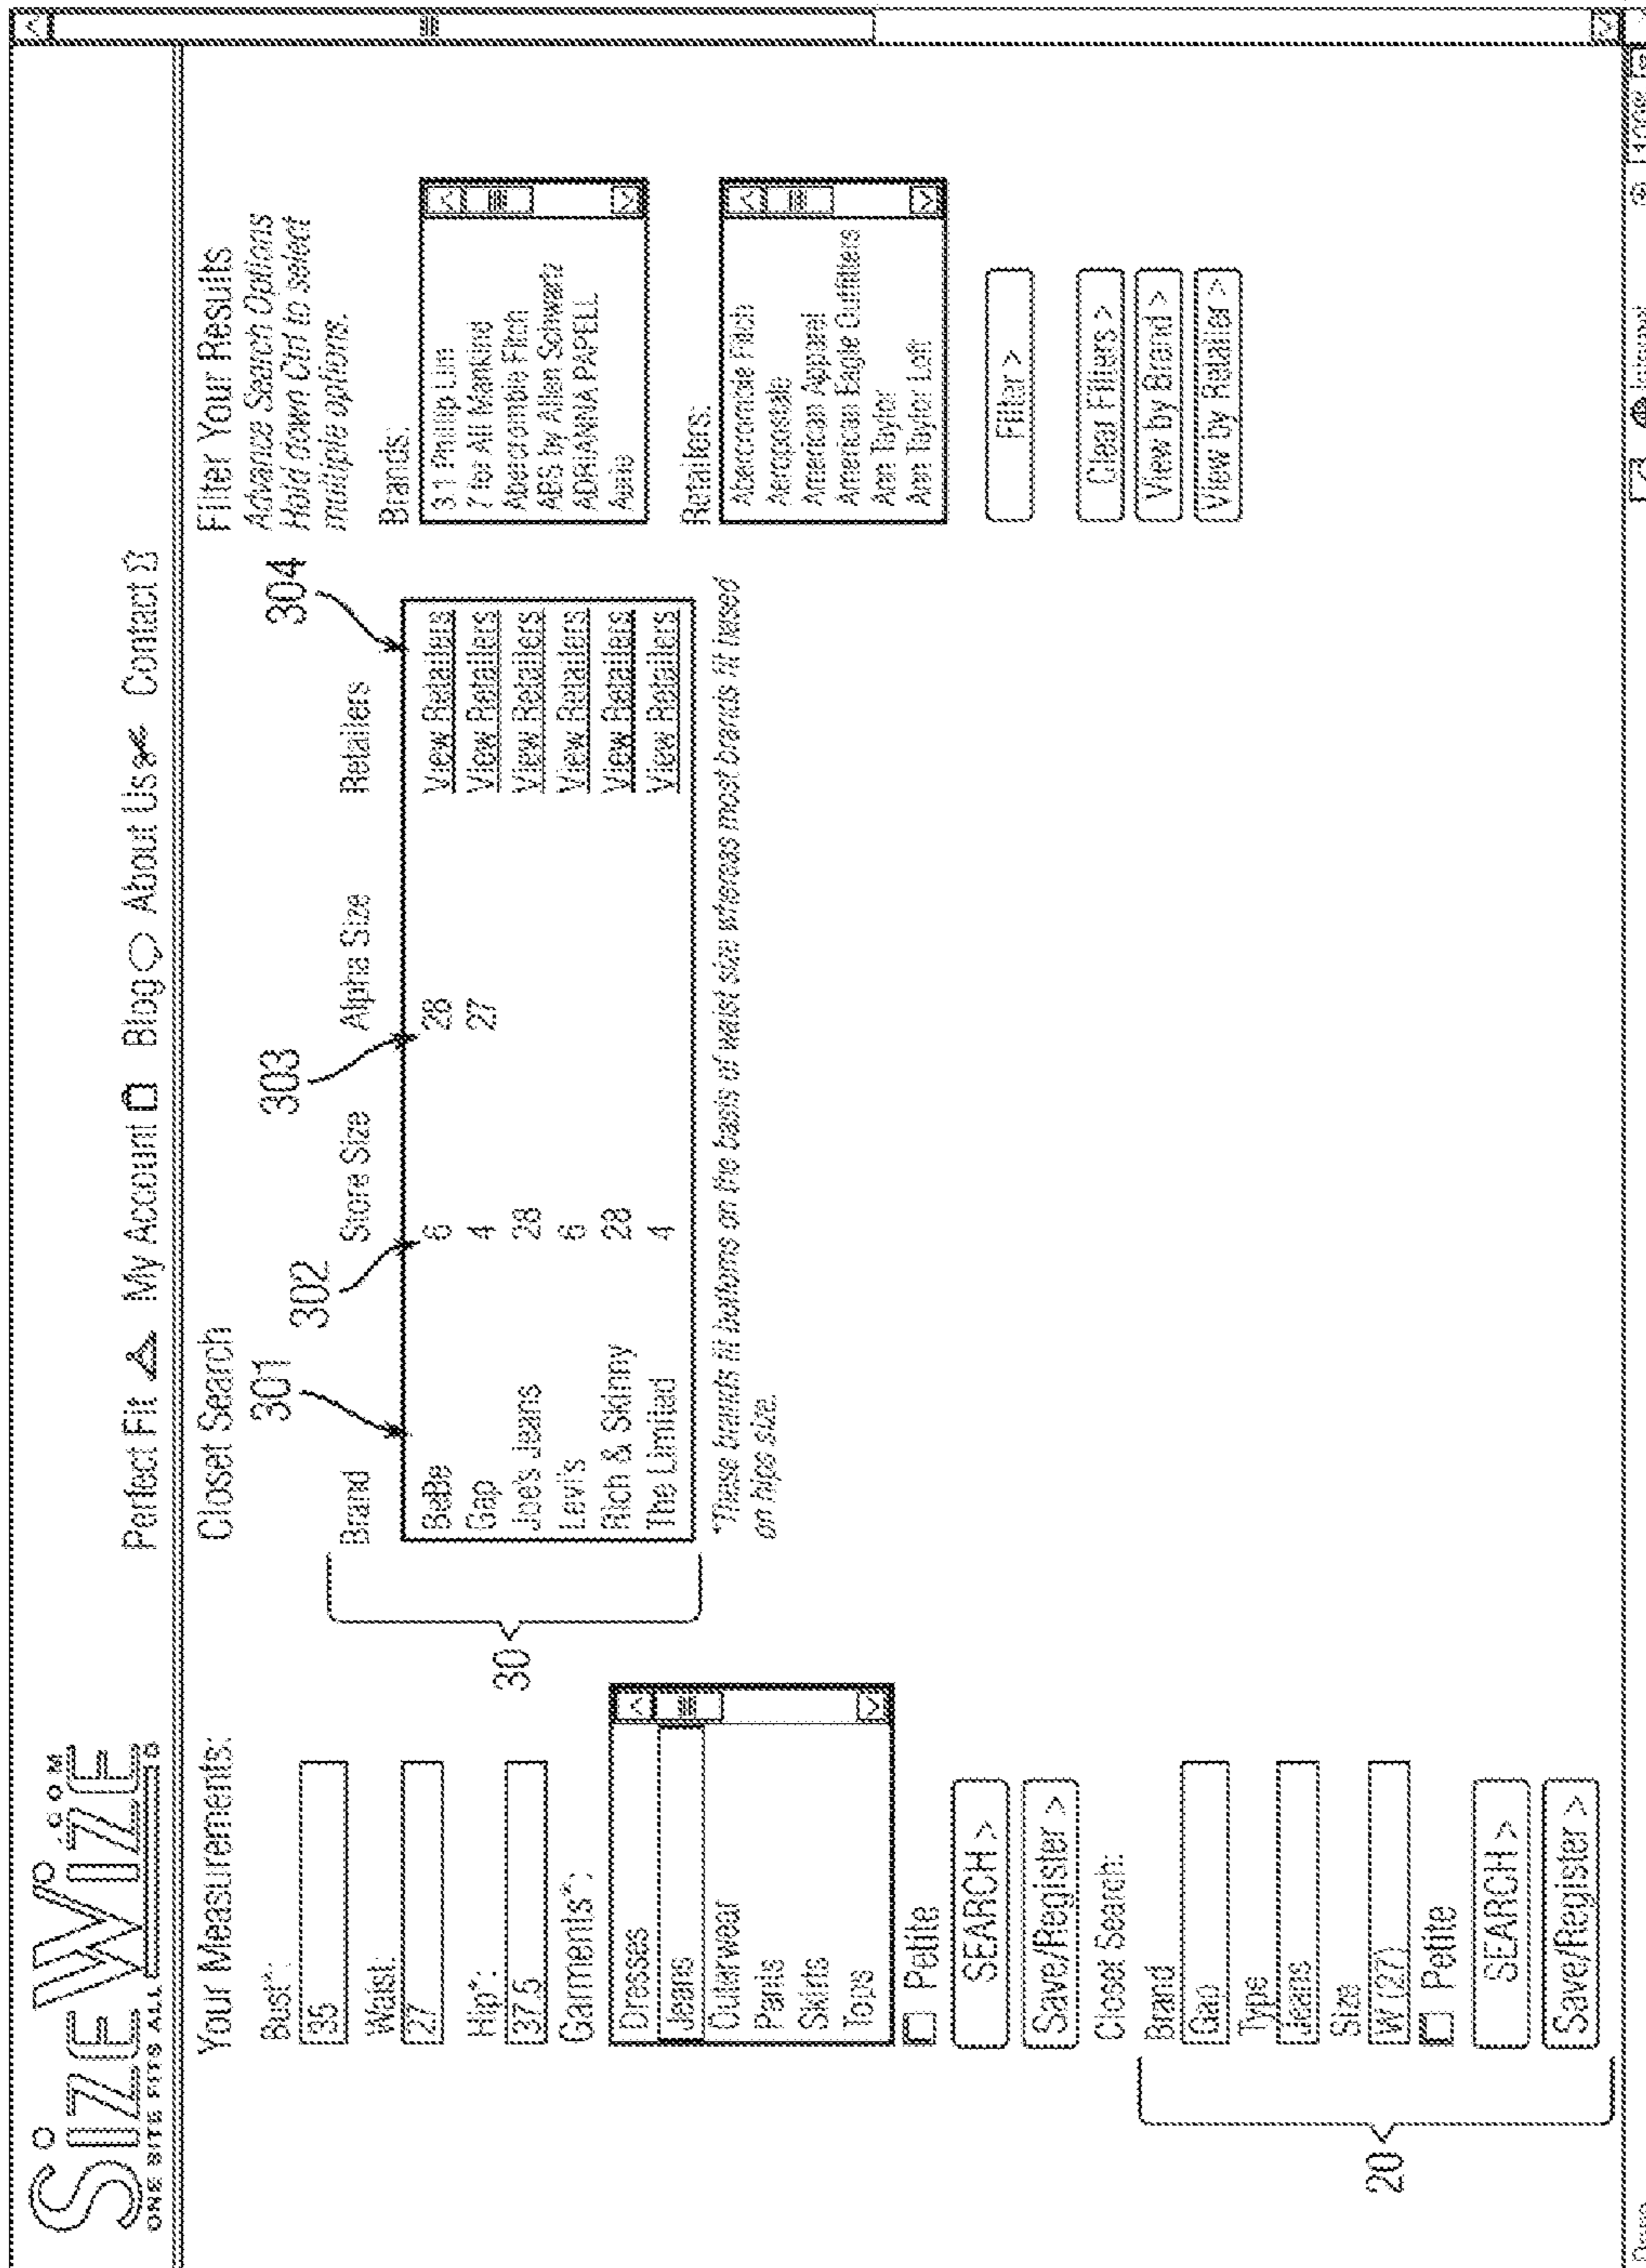 SIZEWIZE
ONE SITE FITS ALL
Perfect Fit My Account Blog About Us Contact
Your Measurements:
Bust*:
35
Waist:
27
Hip*:
37.5
Garments*:
Dresses
Jeans
Outerwear
Pants
Skirts
Tops
Petite
SEARCH >
Save/Register >
Closet Search:
Brand
Gap
Type
Jeans
Size
W (27)
Petite
SEARCH >
Save/Register >
20
Closet Search
301
302
303
304
Brand Store Size Alpha Size Retailers
BeBe 6 28 View Retailers
Gap 4 27 View Retailers
Joe's Jeans 28 View Retailers
Levi's 6 View Retailers
Rich & Skinny 28 View Retailers
The Limited 4 View Retailers
30
*These brands fit bottoms on the basis of waist size whereas most brands fit based
on hips size.
Filter Your Results
Advance Search Options
Hold down Ctrl to select
multiple options.
Brands:
3.1 Phillip Lim
7 for All Mankind
Abercrombie Fitch
ABS by Allen Schwartz
ADRIANNA PAPELL
Retailers:
Abercrombie Fitch
Aeropostale
American Apparel
American Eagle Outfitters
Ann Taylor
Ann Taylor Loft
Filter >
Clear Filters >
View by Brand >
View by Retailer >